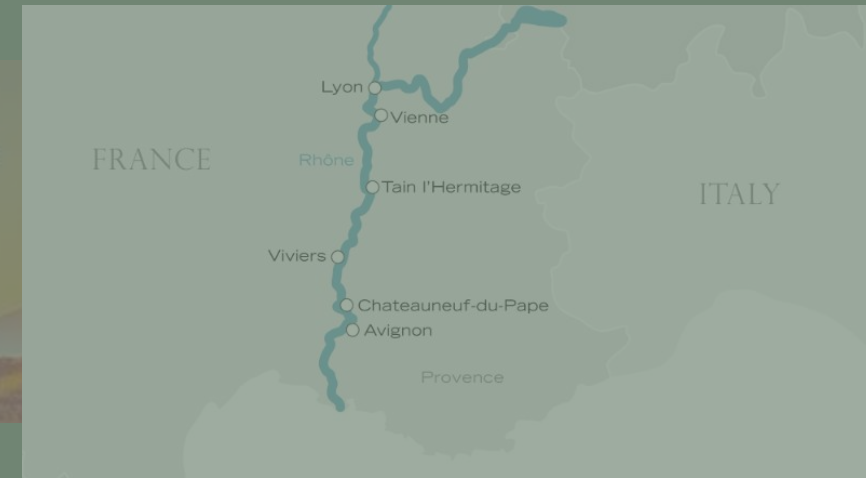 Lyon
Vienne
FRANCE
Rhône
Tain l'Hermitage
ITALY
Viviers
Chateauneuf-du-Pape
Avignon
Provence